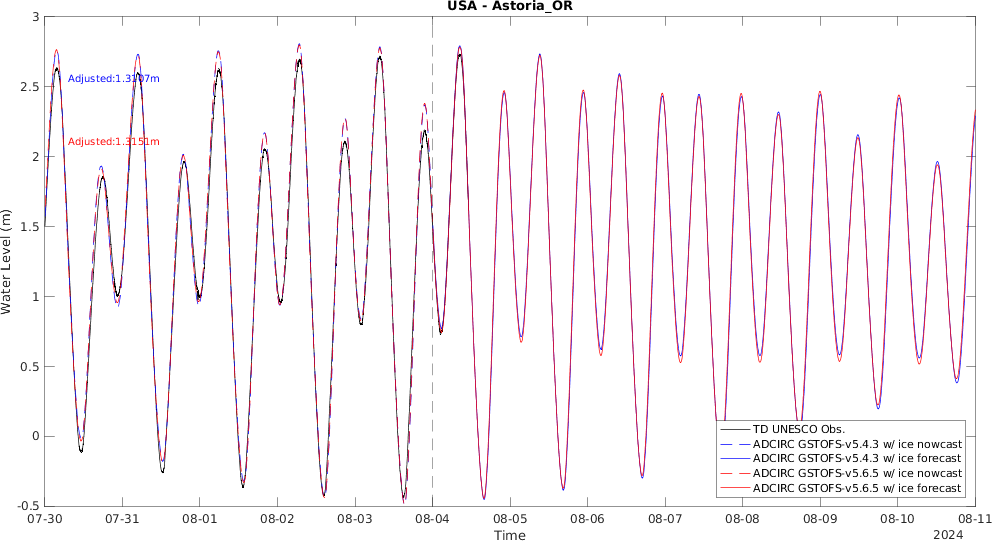 USA - Astoria_OR
3
2.5
2
1.5
1
0.5
0
-0.5
Water Level (m)
Adjusted:1.3107m
Adjusted:1.3151m
TD UNESCO Obs.
ADCIRC GSTOFS-v5.4.3 w/ ice nowcast
ADCIRC GSTOFS-v5.4.3 w/ ice forecast
ADCIRC GSTOFS-v5.6.5 w/ ice nowcast
ADCIRC GSTOFS-v5.6.5 w/ ice forecast
07-30 07-31 08-01 08-02 08-03 08-04 08-05 08-06 08-07 08-08 08-09 08-10 08-11
Time
2024